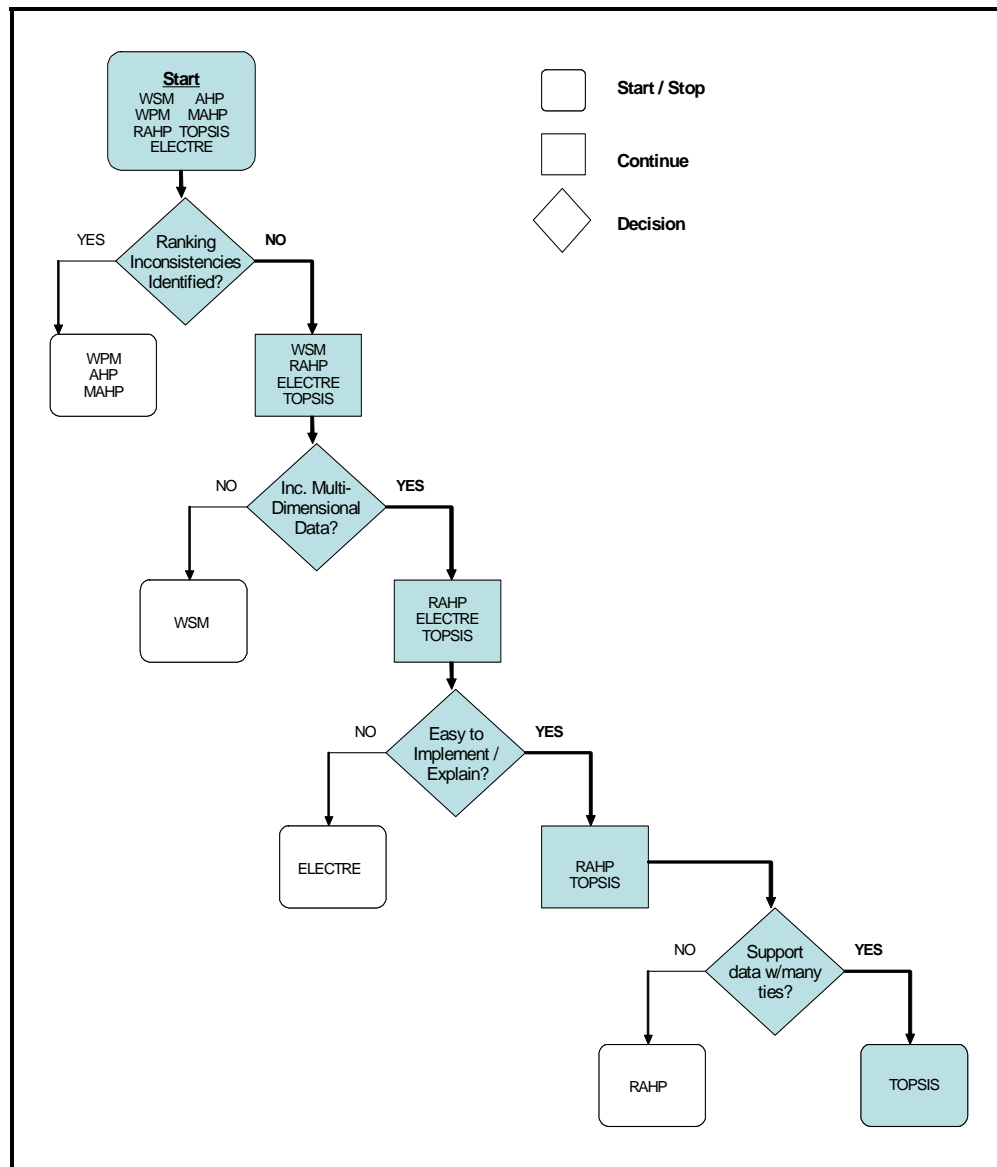 Start
WSM AHP
WPM MAHP
RAHP TOPSIS
ELECTRE
Start / Stop
Continue
Decision
YES
Ranking
Inconsistencies
Identified?
NO
WPM
AHP
MAHP
WSM
RAHP
ELECTRE
TOPSIS
NO
Inc. Multi-
Dimensional
Data?
YES
WSM
RAHP
ELECTRE
TOPSIS
NO
Easy to
Implement /
Explain?
YES
ELECTRE
RAHP
TOPSIS
NO
Support
data w/many
ties?
YES
RAHP
TOPSIS